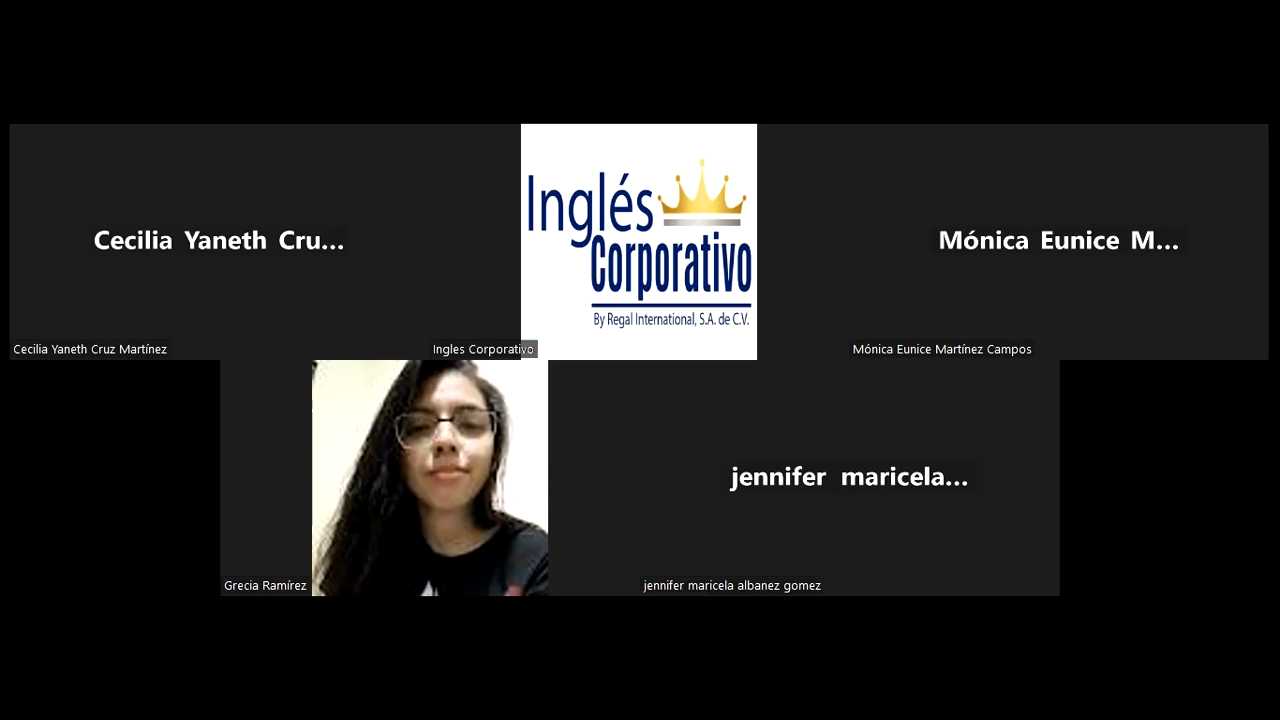 Cecilia Yaneth Cru...
Cecilia Yaneth Cruz Martínez
Inglés
Corporativo
By Regal International, S.A. de C.V.
Ingles Corporativo
Mónica Eunice M...
Mónica Eunice Martínez Campos
Grecia Ramírez
jennifer maricela...
jennifer maricela albanez gomez